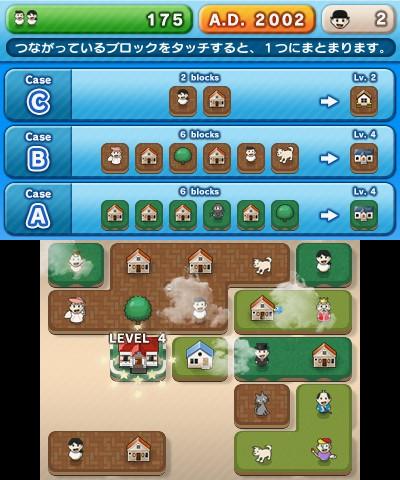 175
A.D. 2002
2
つながっているブロックをタッチすると、１つにまとまります。
Case
C
2 blocks
Lv. 2
Case
B
6 blocks
Lv. 4
Case
A
6 blocks
Lv. 4
LEVEL 4